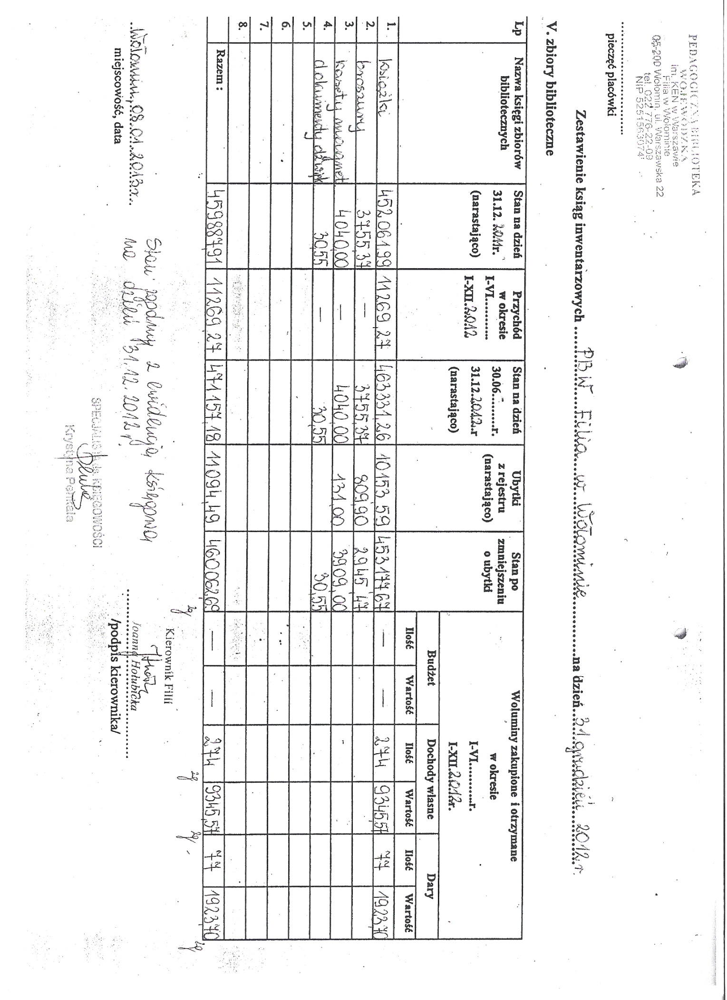 PEDAGOGICZNA BIBLIOTEKA
WOJEWÓDZKA
im. KEN w Warszawie
Filia w Wołominie
05-200 Wołomin, ul. Warszawska 22
tel. 022 776-22-09
NIP 5251563074
pieczęć placówki
Zestawienie ksiąg inwentarzowych PBW Filia w Wołominie na dzień 31 grudzień 2012 r.
V. zbiory biblioteczne
Lp Nazwa księgi zbiorów bibliotecznych Stan na dzień 31.12. 2011r. (narastająco) Przychód w okresie I-VI............ I-XII.2012 Stan na dzień 30.06.-.........r. 31.12.2012.r (narastająco) Ubytki z rejestru (narastająco) Stan po zmniejszeniu o ubytki Woluminy zakupione i otrzymane w okresie I-VI...........r. I-XII.2012r.
Budżet Dochody własne Dary
Ilość Wartość Ilość Wartość Ilość Wartość
1. książki 452061,99 11269,27 463331,26 10153,59 453177,67 — — 274 9345,57 77 1923,70
2. broszury 3755,37 — 3755,37 809,90 2945,47
3. kasety magnet. 4040,00 — 4040,00 131,00 3909,00
4. dokumenty dźwięk. 30,55 — 30,55 30,55
5.
6.
7.
8.
Razem : 459887,91 11269,27 471157,18 11094,49 460062,69 — — 274 9345,57 77 1923,70
Wołomin, 08.01.2013r.
miejscowość, data
Stan zgodny z ewidencją księgową
na dzień 31.12.2012 r.
SPECJALISTA ds. KSIĘGOWOŚCI
Krystyna
Kierownik Filii
Joanna Hołubicka
/podpis kierownika/